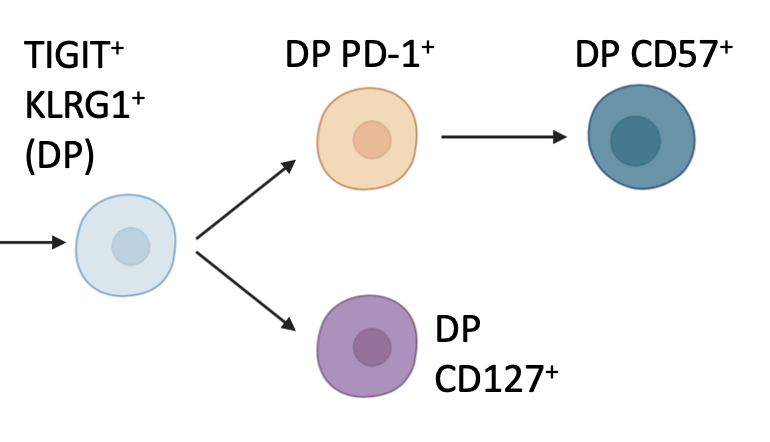 TIGIT⁺
KLRG1⁺
(DP)
DP PD-1⁺
DP CD57⁺
DP
CD127⁺